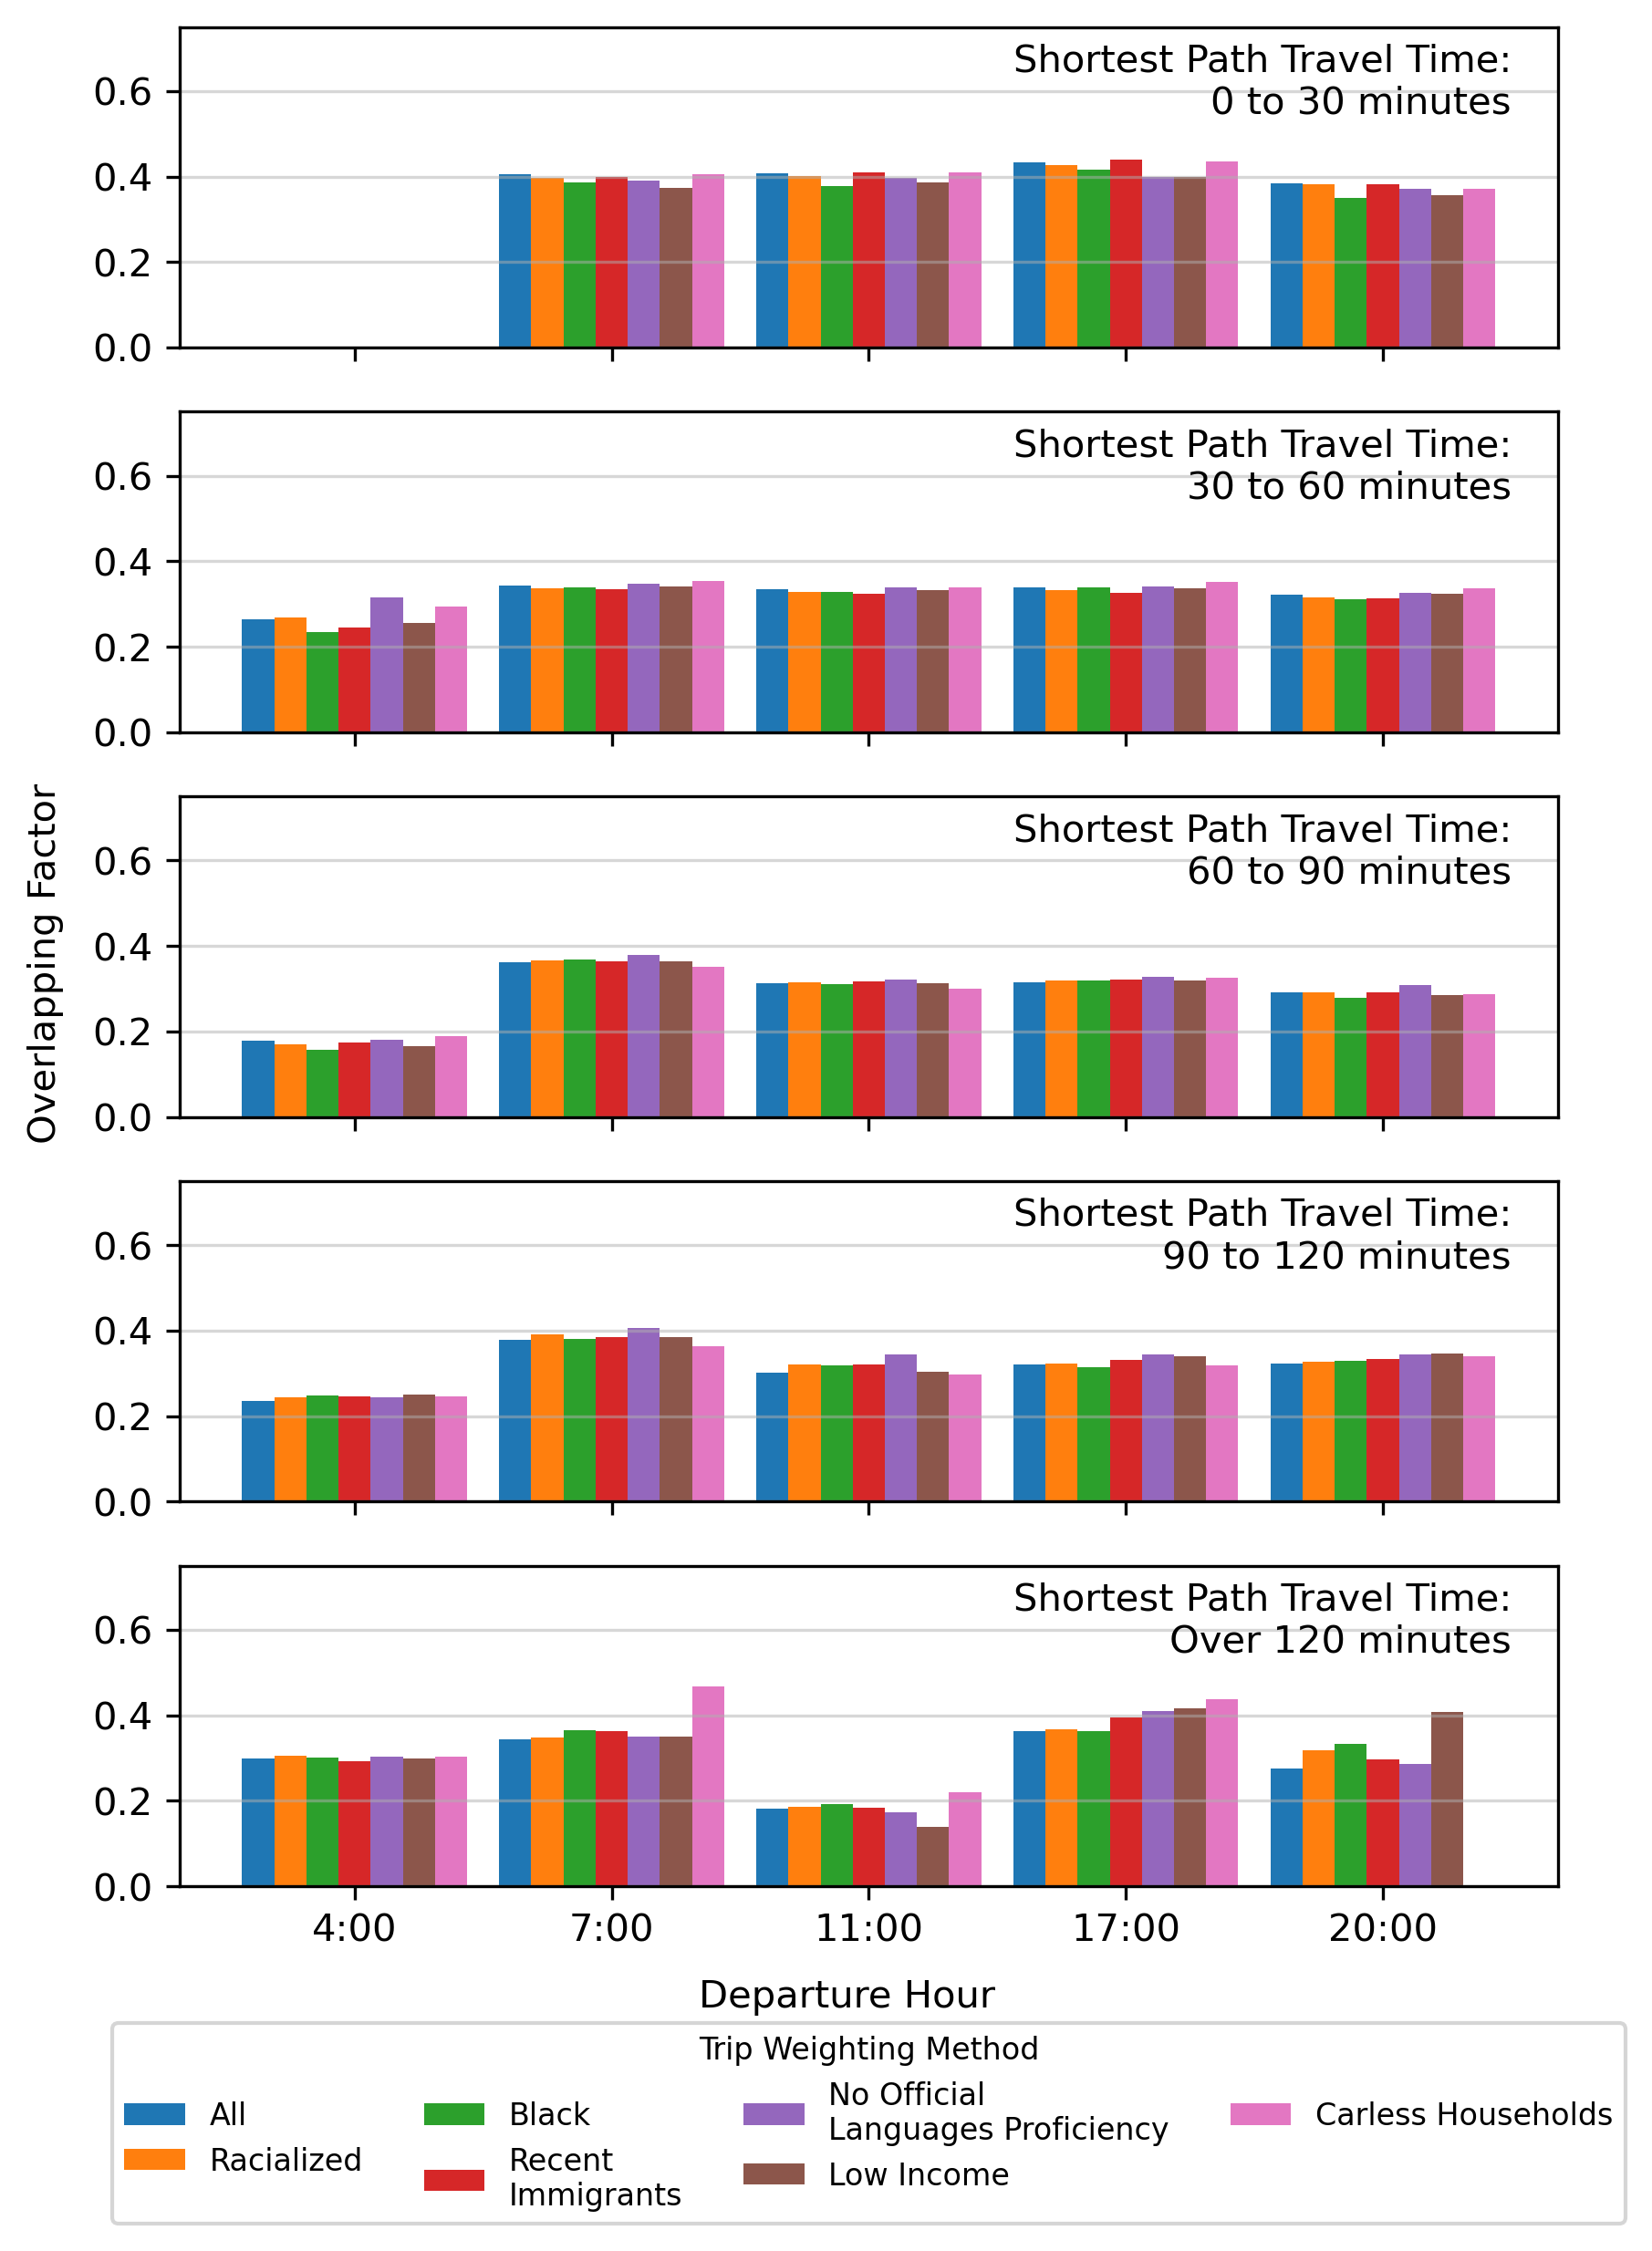 Shortest Path Travel Time:
0 to 30 minutes
0.6
0.4
0.2
0.0
Shortest Path Travel Time:
30 to 60 minutes
0.6
0.4
0.2
0.0
Overlapping Factor
Shortest Path Travel Time:
60 to 90 minutes
0.6
0.4
0.2
0.0
Shortest Path Travel Time:
90 to 120 minutes
0.6
0.4
0.2
0.0
Shortest Path Travel Time:
Over 120 minutes
0.6
0.4
0.2
0.0
4:00 7:00 11:00 17:00 20:00
Departure Hour
Trip Weighting Method
All
Racialized
Black
Recent
Immigrants
No Official
Languages Proficiency
Low Income
Carless Households